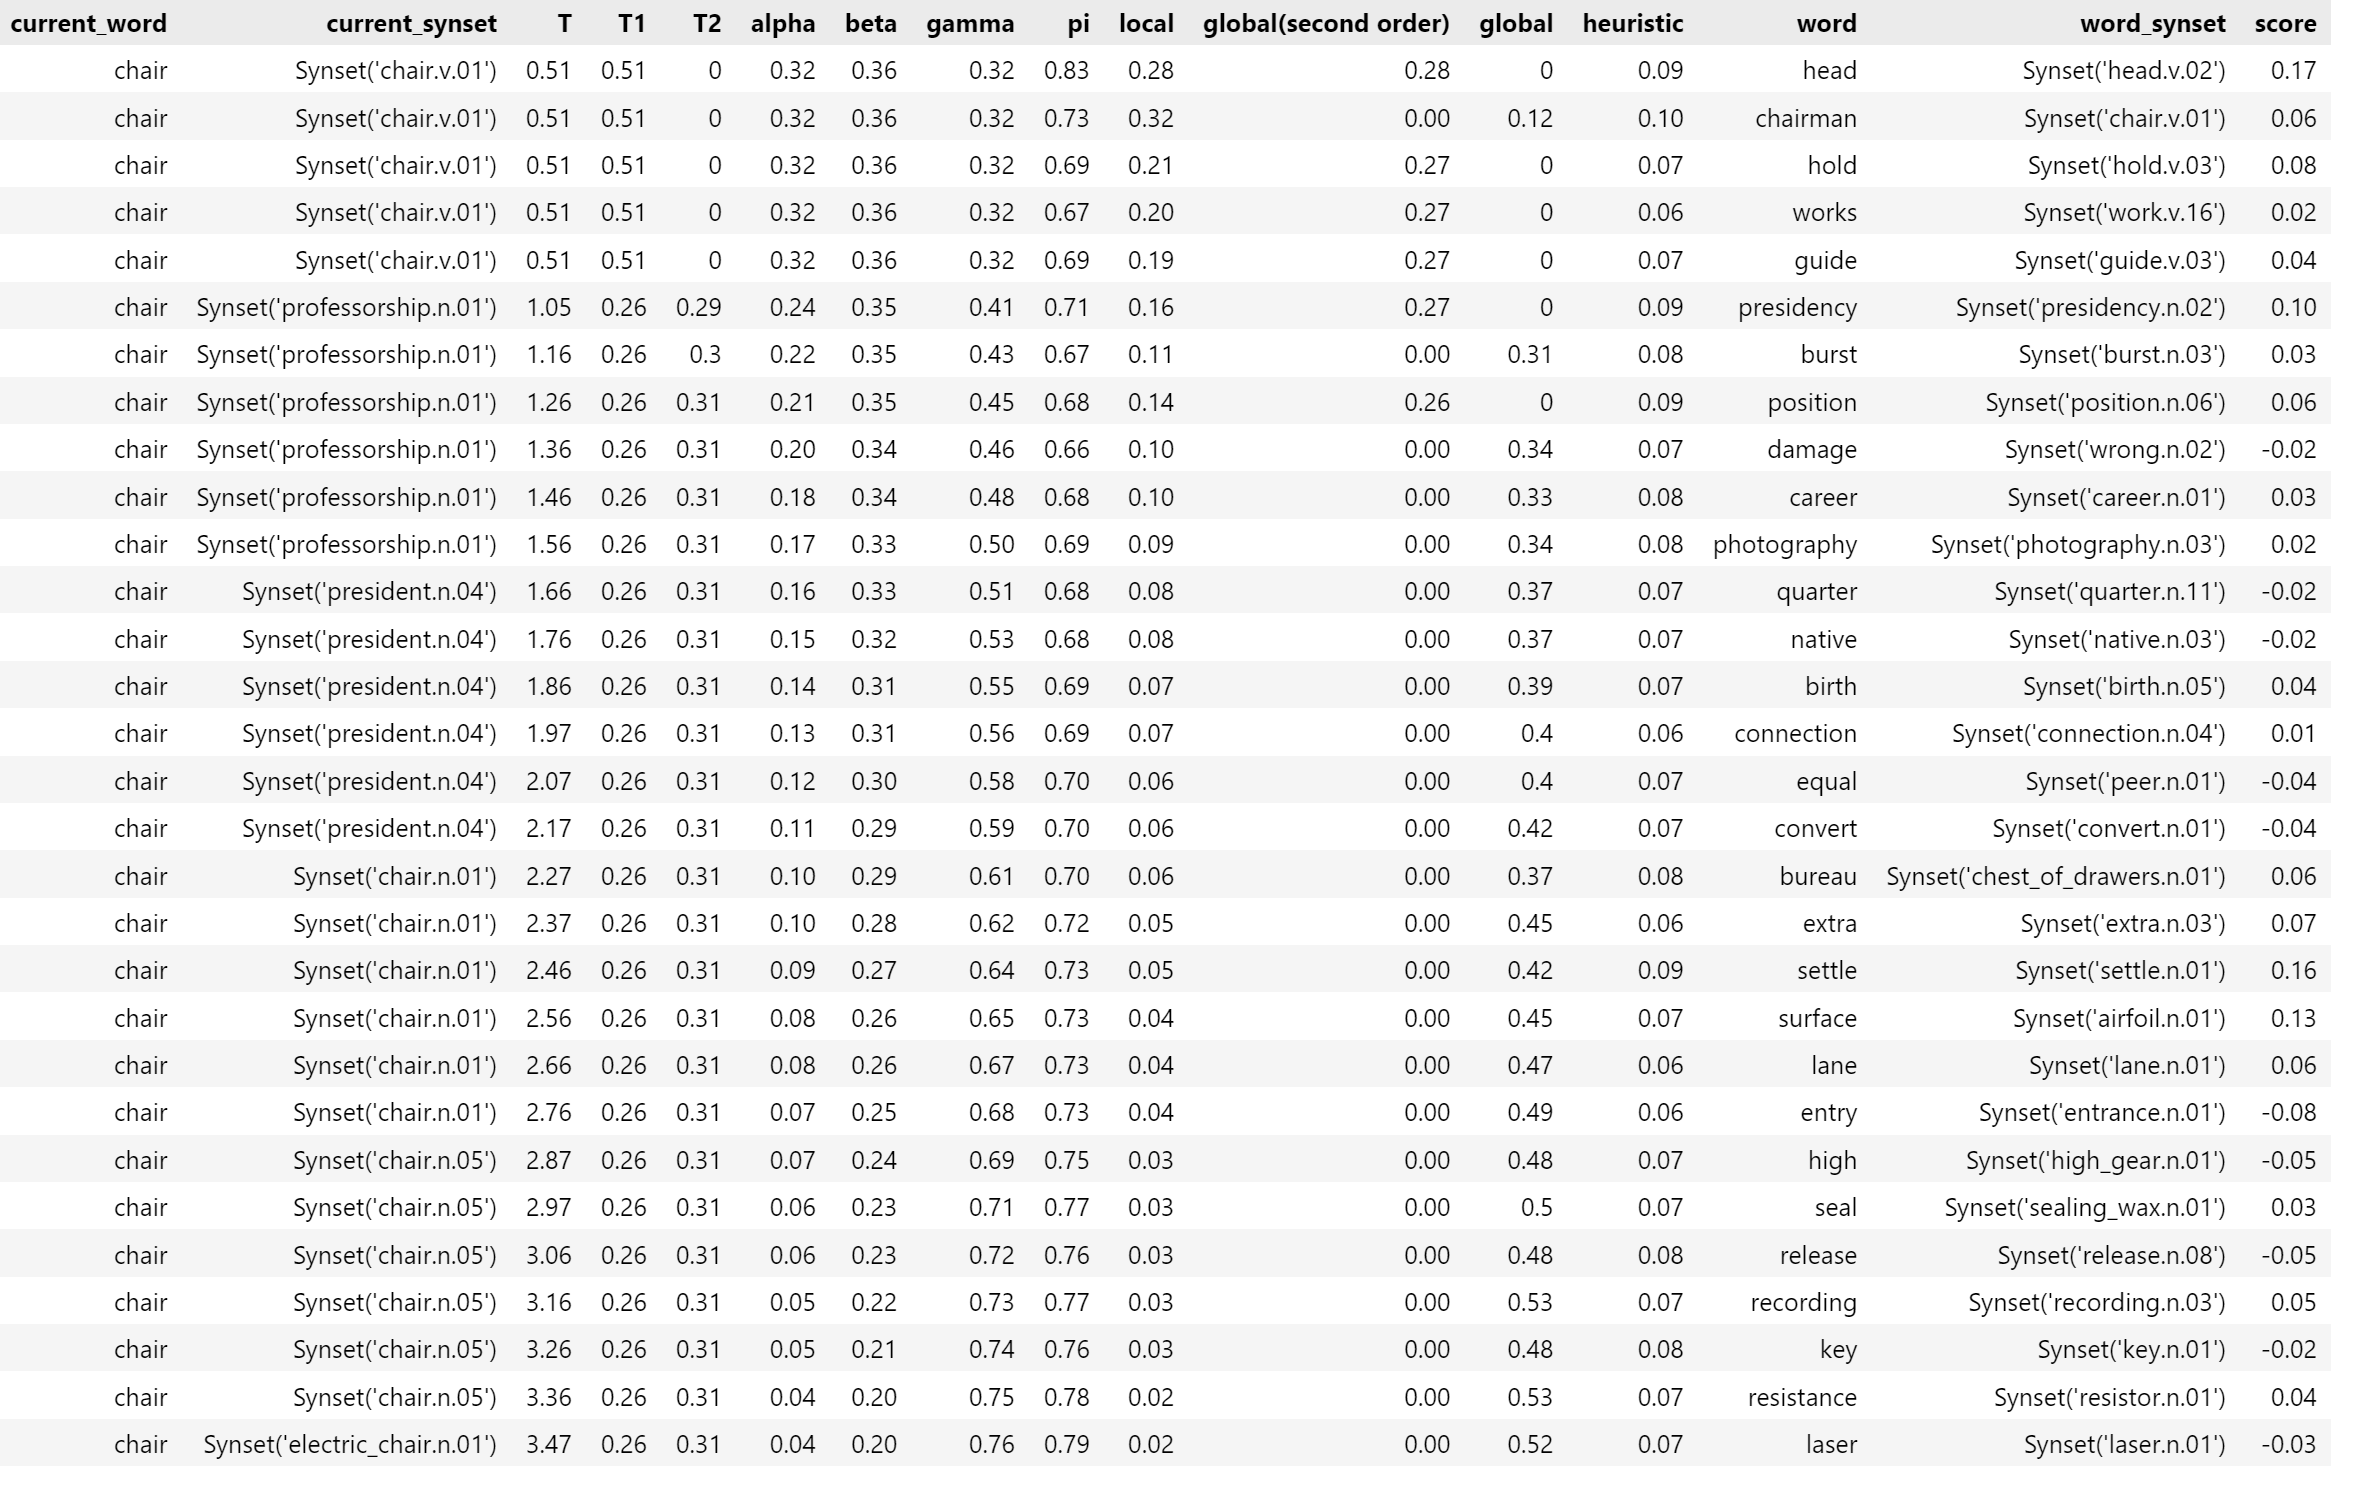 current_word current_synset T T1 T2 alpha beta gamma pi local global(second order) global heuristic word word_synset score
chair Synset('chair.v.01') 0.51 0.51 0 0.32 0.36 0.32 0.83 0.28 0.28 0 0.09 head Synset('head.v.02') 0.17
chair Synset('chair.v.01') 0.51 0.51 0 0.32 0.36 0.32 0.73 0.32 0.00 0.12 0.10 chairman Synset('chair.v.01') 0.06
chair Synset('chair.v.01') 0.51 0.51 0 0.32 0.36 0.32 0.69 0.21 0.27 0 0.07 hold Synset('hold.v.03') 0.08
chair Synset('chair.v.01') 0.51 0.51 0 0.32 0.36 0.32 0.67 0.20 0.27 0 0.06 works Synset('work.v.16') 0.02
chair Synset('chair.v.01') 0.51 0.51 0 0.32 0.36 0.32 0.69 0.19 0.27 0 0.07 guide Synset('guide.v.03') 0.04
chair Synset('professorship.n.01') 1.05 0.26 0.29 0.24 0.35 0.41 0.71 0.16 0.27 0 0.09 presidency Synset('presidency.n.02') 0.10
chair Synset('professorship.n.01') 1.16 0.26 0.3 0.22 0.35 0.43 0.67 0.11 0.00 0.31 0.08 burst Synset('burst.n.03') 0.03
chair Synset('professorship.n.01') 1.26 0.26 0.31 0.21 0.35 0.45 0.68 0.14 0.26 0 0.09 position Synset('position.n.06') 0.06
chair Synset('professorship.n.01') 1.36 0.26 0.31 0.20 0.34 0.46 0.66 0.10 0.00 0.34 0.07 damage Synset('wrong.n.02') -0.02
chair Synset('professorship.n.01') 1.46 0.26 0.31 0.18 0.34 0.48 0.68 0.10 0.00 0.33 0.08 career Synset('career.n.01') 0.03
chair Synset('professorship.n.01') 1.56 0.26 0.31 0.17 0.33 0.50 0.69 0.09 0.00 0.34 0.08 photography Synset('photography.n.03') 0.02
chair Synset('president.n.04') 1.66 0.26 0.31 0.16 0.33 0.51 0.68 0.08 0.00 0.37 0.07 quarter Synset('quarter.n.11') -0.02
chair Synset('president.n.04') 1.76 0.26 0.31 0.15 0.32 0.53 0.68 0.08 0.00 0.37 0.07 native Synset('native.n.03') -0.02
chair Synset('president.n.04') 1.86 0.26 0.31 0.14 0.31 0.55 0.69 0.07 0.00 0.39 0.07 birth Synset('birth.n.05') 0.04
chair Synset('president.n.04') 1.97 0.26 0.31 0.13 0.31 0.56 0.69 0.07 0.00 0.4 0.06 connection Synset('connection.n.04') 0.01
chair Synset('president.n.04') 2.07 0.26 0.31 0.12 0.30 0.58 0.70 0.06 0.00 0.4 0.07 equal Synset('peer.n.01') -0.04
chair Synset('president.n.04') 2.17 0.26 0.31 0.11 0.29 0.59 0.70 0.06 0.00 0.42 0.07 convert Synset('convert.n.01') -0.04
chair Synset('chair.n.01') 2.27 0.26 0.31 0.10 0.29 0.61 0.70 0.06 0.00 0.37 0.08 bureau Synset('chest_of_drawers.n.01') 0.06
chair Synset('chair.n.01') 2.37 0.26 0.31 0.10 0.28 0.62 0.72 0.05 0.00 0.45 0.06 extra Synset('extra.n.03') 0.07
chair Synset('chair.n.01') 2.46 0.26 0.31 0.09 0.27 0.64 0.73 0.05 0.00 0.42 0.09 settle Synset('settle.n.01') 0.16
chair Synset('chair.n.01') 2.56 0.26 0.31 0.08 0.26 0.65 0.73 0.04 0.00 0.45 0.07 surface Synset('airfoil.n.01') 0.13
chair Synset('chair.n.01') 2.66 0.26 0.31 0.08 0.26 0.67 0.73 0.04 0.00 0.47 0.06 lane Synset('lane.n.01') 0.06
chair Synset('chair.n.01') 2.76 0.26 0.31 0.07 0.25 0.68 0.73 0.04 0.00 0.49 0.06 entry Synset('entrance.n.01') -0.08
chair Synset('chair.n.05') 2.87 0.26 0.31 0.07 0.24 0.69 0.75 0.03 0.00 0.48 0.07 high Synset('high_gear.n.01') -0.05
chair Synset('chair.n.05') 2.97 0.26 0.31 0.06 0.23 0.71 0.77 0.03 0.00 0.5 0.07 seal Synset('sealing_wax.n.01') 0.03
chair Synset('chair.n.05') 3.06 0.26 0.31 0.06 0.23 0.72 0.76 0.03 0.00 0.48 0.08 release Synset('release.n.08') -0.05
chair Synset('chair.n.05') 3.16 0.26 0.31 0.05 0.22 0.73 0.77 0.03 0.00 0.53 0.07 recording Synset('recording.n.03') 0.05
chair Synset('chair.n.05') 3.26 0.26 0.31 0.05 0.21 0.74 0.76 0.03 0.00 0.48 0.08 key Synset('key.n.01') -0.02
chair Synset('chair.n.05') 3.36 0.26 0.31 0.04 0.20 0.75 0.78 0.02 0.00 0.53 0.07 resistance Synset('resistor.n.01') 0.04
chair Synset('electric_chair.n.01') 3.47 0.26 0.31 0.04 0.20 0.76 0.79 0.02 0.00 0.52 0.07 laser Synset('laser.n.01') -0.03